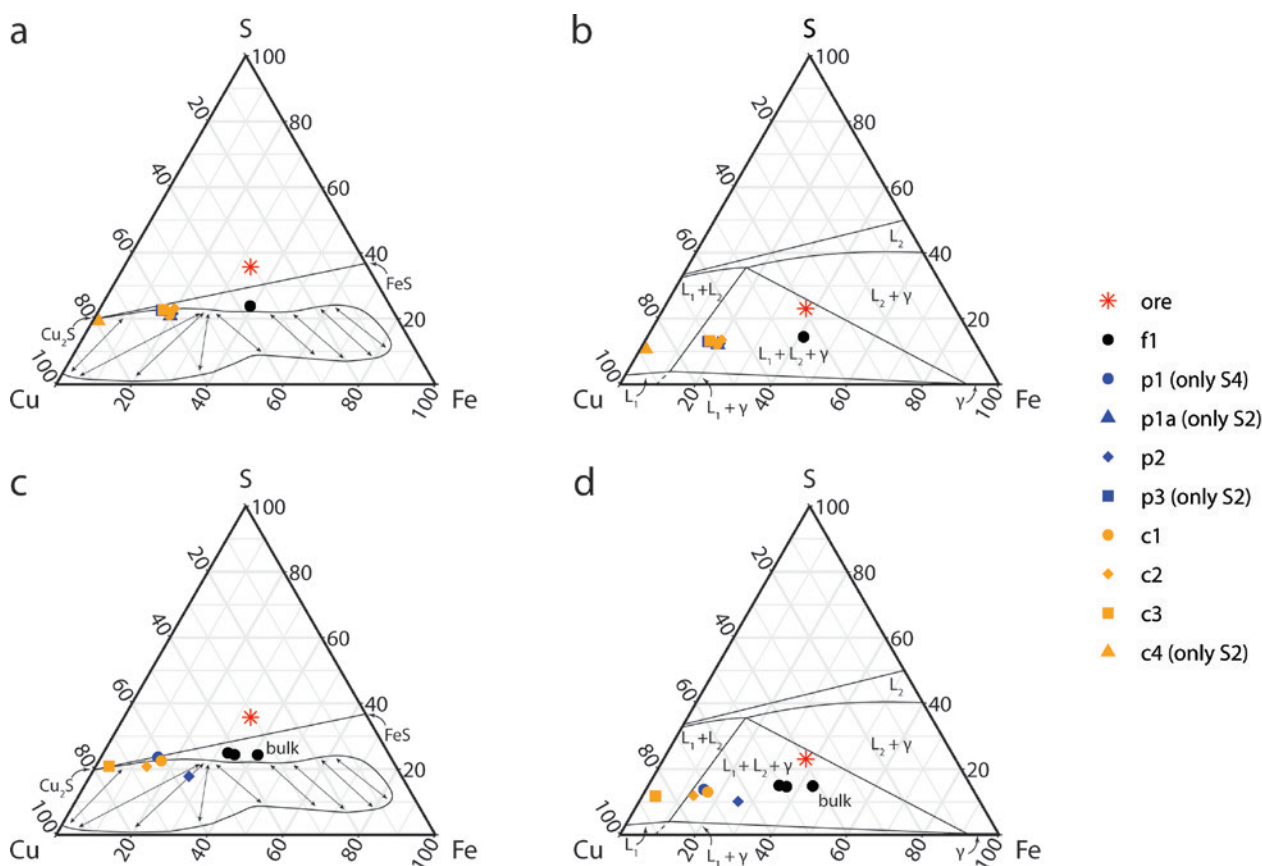 a
S
100
20
80
40
60
60
40
FeS
80
20
Cu₂S
100
Cu
20
40
60
80
100
Fe
b
S
100
20
80
40
60
60
L₂
40
L₁+L₂
L₂ + γ
80
20
L₁ + L₂ + γ
100
Cu
L₁
20
L₁ + γ
40
60
80
γ
100
Fe
ore
f1
p1 (only S4)
p1a (only S2)
p2
p3 (only S2)
c1
c2
c3
c4 (only S2)
c
S
100
20
80
40
60
60
40
FeS
bulk
80
20
Cu₂S
100
Cu
20
40
60
80
100
Fe
d
S
100
20
80
40
60
60
L₂
40
L₁+L₂
L₂ + γ
L₁ + L₂ + γ
80
20
bulk
100
Cu
L₁
20
L₁ + γ
40
60
80
γ
100
Fe